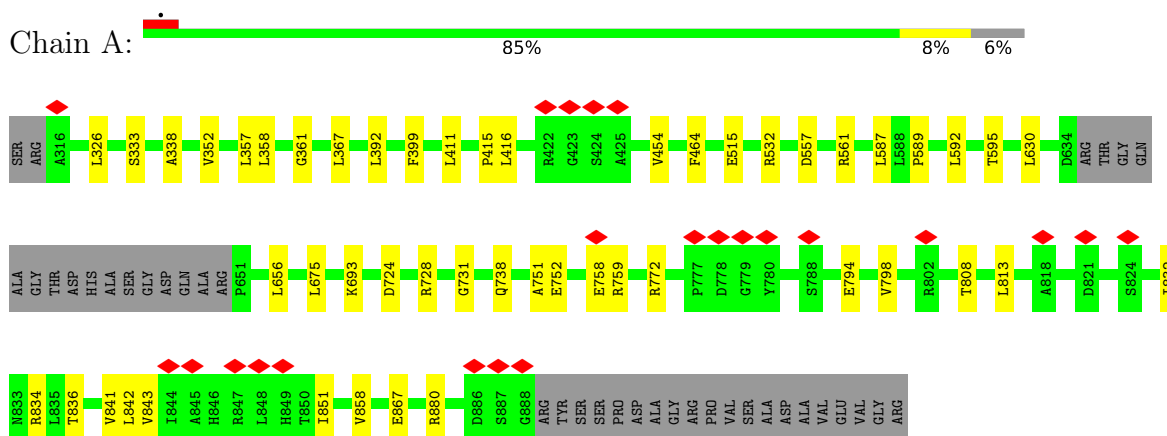 Chain A:
85% 8% 6%
SER ARG A316 L326 S333 A338 V352 L357 L358 G361 L367 L392 F399 L411 P415 L416 R422 G423 S424 A425 V454 F464 E515 R532 D557 R561 L587 L588 P589 L592 T595 L630 D634 ARG THR GLY GLN
ALA GLY THR ASP HIS ALA SER GLY ASP GLN ALA ARG P651 L656 L675 K693 D724 R728 G731 Q738 A751 E752 E758 R759 R772 P777 D778 G779 Y780 S788 E794 V798 R802 T808 L813 A818 D821 S824
N833 R834 L835 T836 V841 L842 V843 I844 A845 H846 R847 L848 H849 T850 I851 V858 E867 R880 D886 S887 G888 ARG TYR SER SER PRO ASP ALA GLY ARG PRO VAL SER ALA ASP ALA VAL GLU VAL GLY ARG